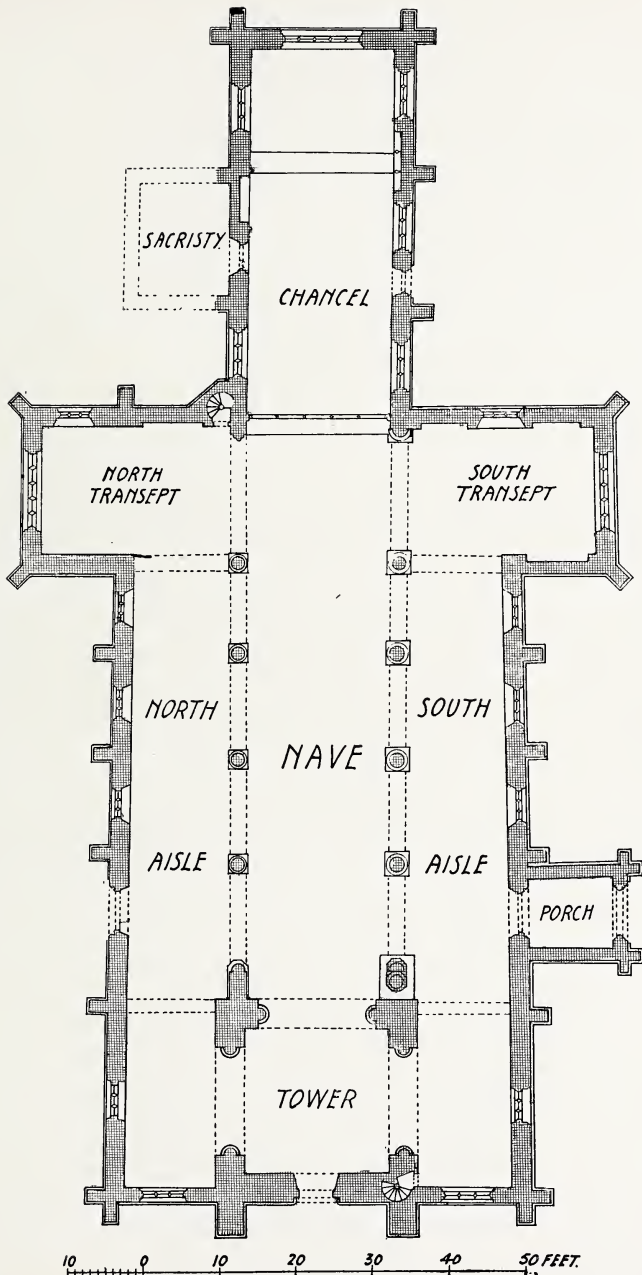 SACRISTY
CHANCEL
NORTH
TRANSEPT
SOUTH
TRANSEPT
NORTH
SOUTH
NAVE
AISLE
AISLE
PORCH
TOWER
10 0 10 20 30 40 50 FEET.